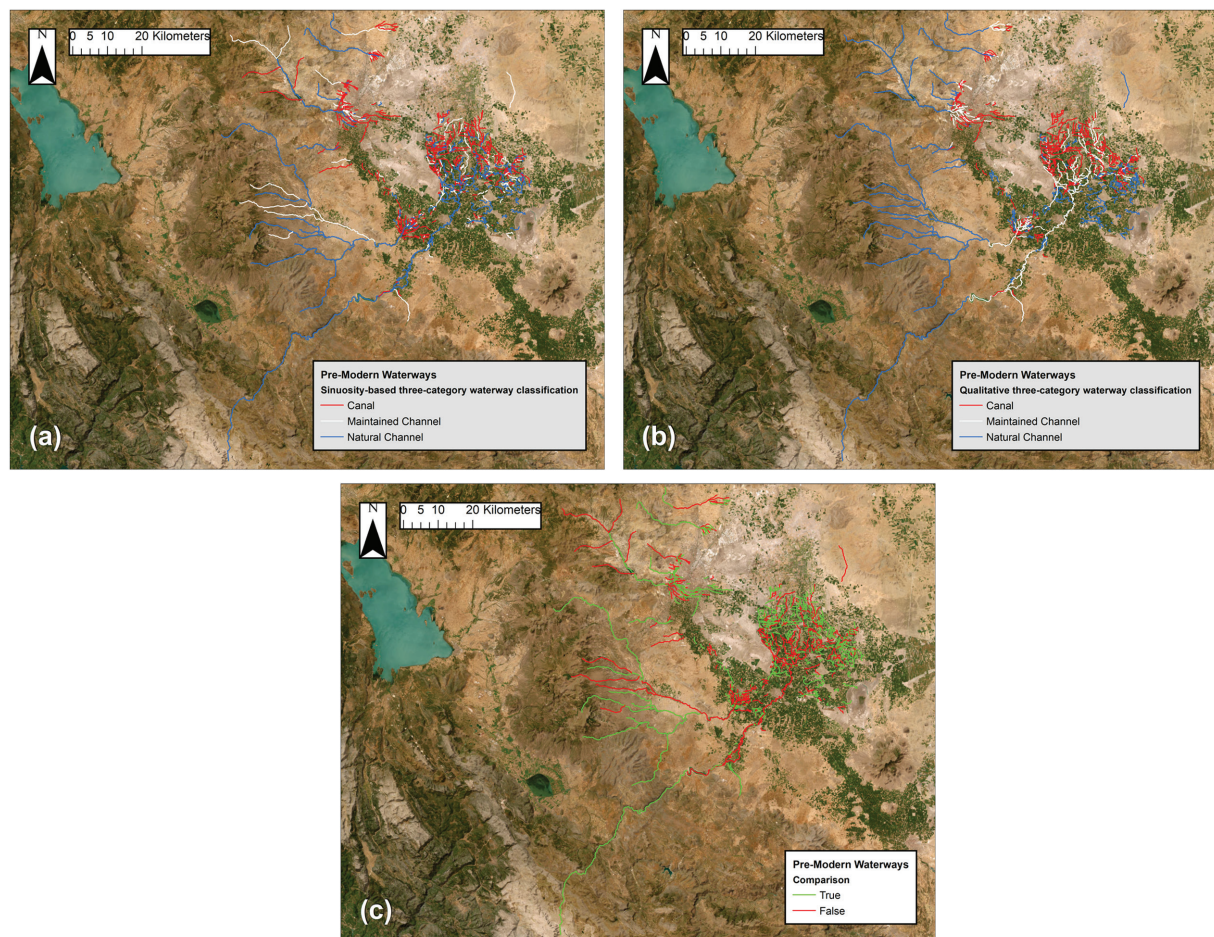 N
0 5 10 20 Kilometers
Pre-Modern Waterways
Sinuosity-based three-category waterway classification
Canal
Maintained Channel
Natural Channel
(a)
N
0 5 10 20 Kilometers
Pre-Modern Waterways
Qualitative three-category waterway classification
Canal
Maintained Channel
Natural Channel
(b)
N
0 5 10 20 Kilometers
Pre-Modern Waterways
Comparison
True
False
(c)